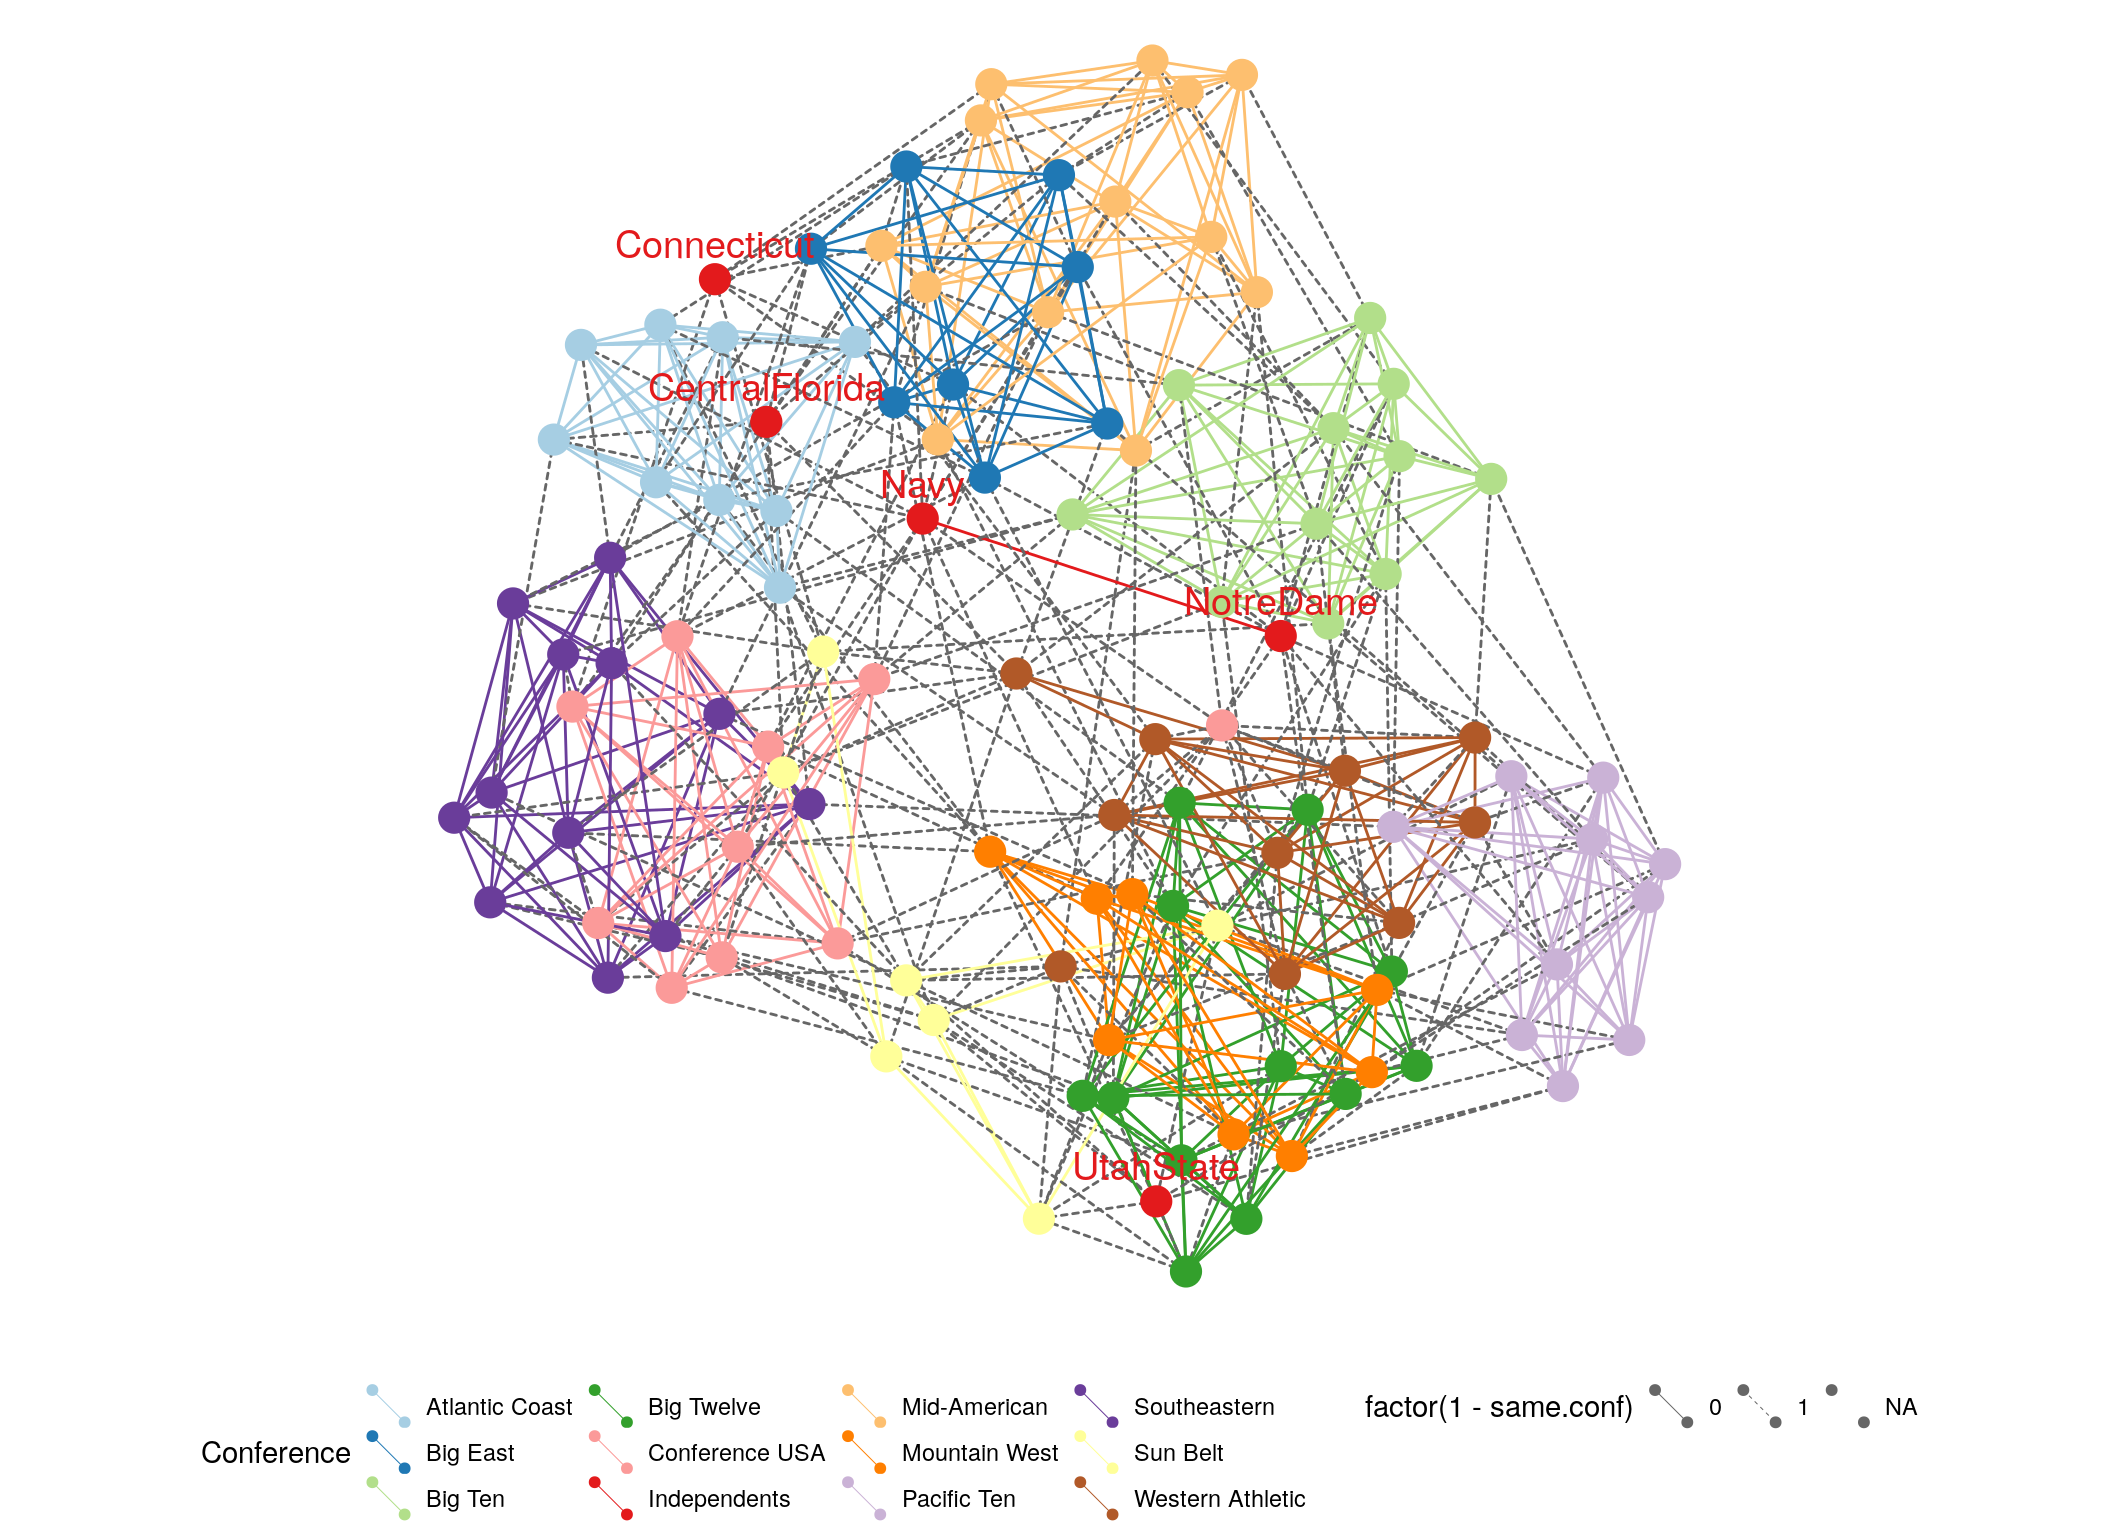 Connecticut
CentralFlorida
Navy
NotreDame
UtahState
Conference
Atlantic Coast
Big East
Big Ten
Big Twelve
Conference USA
Independents
Mid-American
Mountain West
Pacific Ten
Southeastern
Sun Belt
Western Athletic
factor(1 - same.conf)
0
1
NA